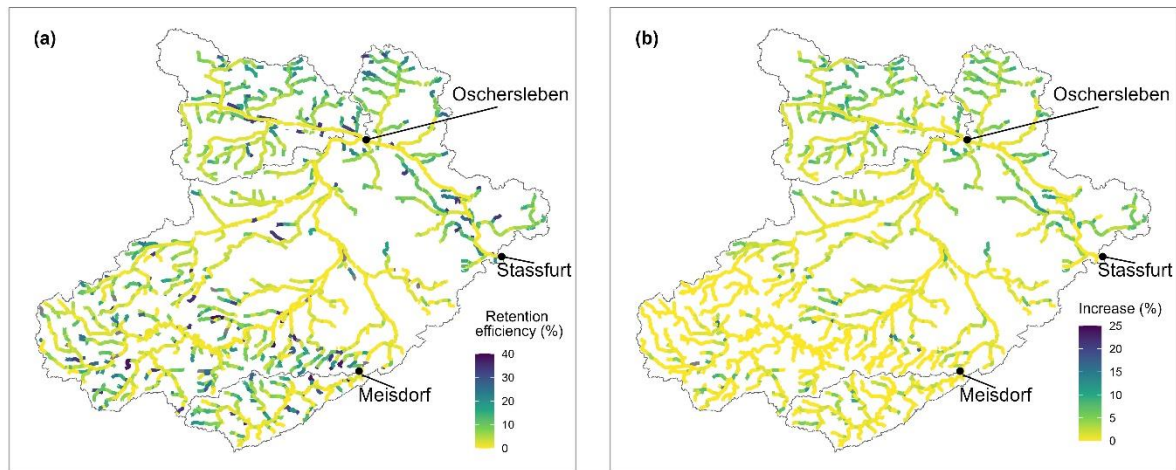 (a)
Oschersleben
Stassfurt
Retention
efficiency (%)
40
30
20
10
0
Meisdorf
(b)
Oschersleben
Stassfurt
Increase (%)
25
20
15
10
5
0
Meisdorf